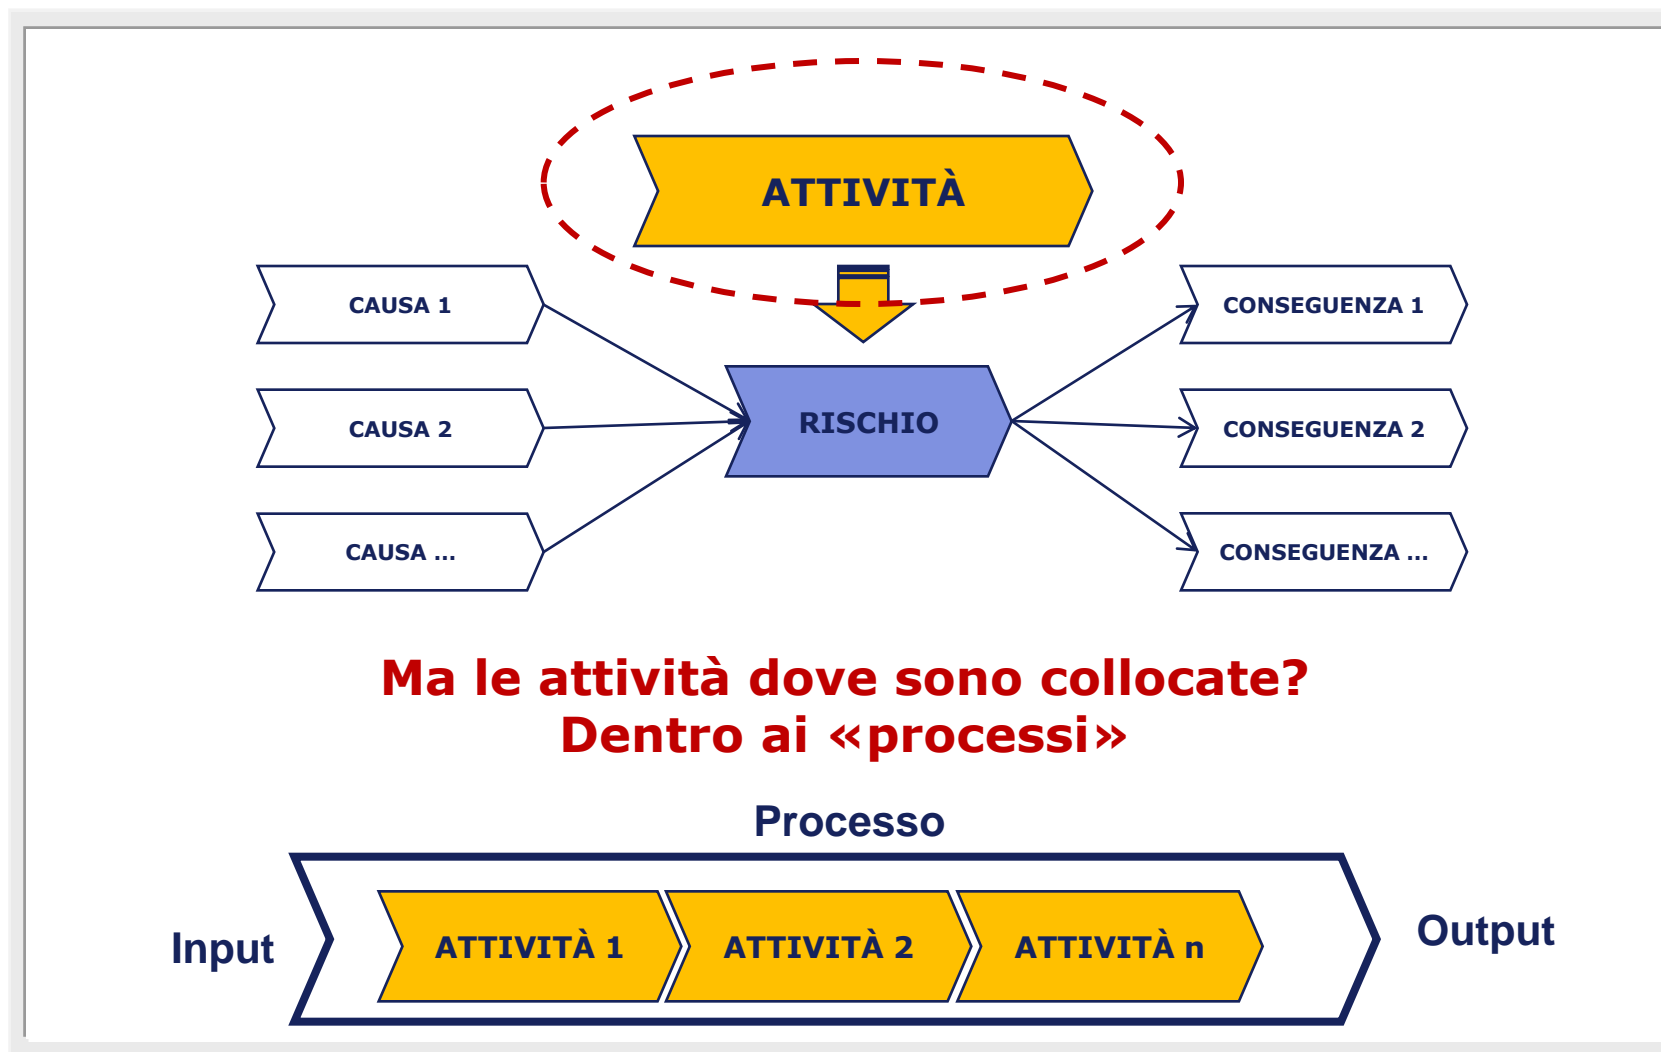 ATTIVITÀ
CAUSA 1
CONSEGUENZA 1
CAUSA 2
RISCHIO
CONSEGUENZA 2
CAUSA ...
CONSEGUENZA ...
Ma le attività dove sono collocate?
Dentro ai «processi»
Processo
Input
ATTIVITÀ 1
ATTIVITÀ 2
ATTIVITÀ n
Output